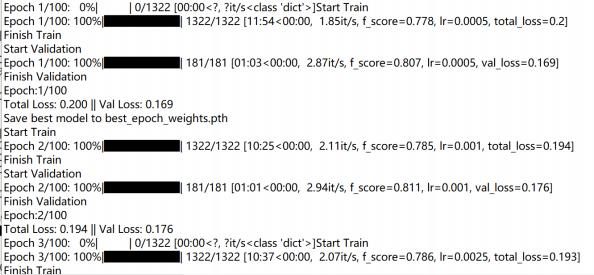 Epoch 1/100:   0%|          | 0/1322 [00:00<?, ?it/s<class 'dict'>]Start Train
Epoch 1/100: 100%|██████████| 1322/1322 [11:54<00:00,  1.85it/s, f_score=0.778, lr=0.0005, total_loss=0.2]
Finish Train
Start Validation
Epoch 1/100: 100%|██████████| 181/181 [01:03<00:00,  2.87it/s, f_score=0.807, lr=0.0005, val_loss=0.169]
Finish Validation
Epoch:1/100
Total Loss: 0.200 || Val Loss: 0.169
Save best model to best_epoch_weights.pth
Start Train
Epoch 2/100: 100%|██████████| 1322/1322 [10:25<00:00,  2.11it/s, f_score=0.785, lr=0.001, total_loss=0.194]
Finish Train
Start Validation
Epoch 2/100: 100%|██████████| 181/181 [01:01<00:00,  2.94it/s, f_score=0.811, lr=0.001, val_loss=0.176]
Finish Validation
Epoch:2/100
Total Loss: 0.194 || Val Loss: 0.176
Epoch 3/100:   0%|          | 0/1322 [00:00<?, ?it/s<class 'dict'>]Start Train
Epoch 3/100: 100%|██████████| 1322/1322 [10:37<00:00,  2.07it/s, f_score=0.786, lr=0.0025, total_loss=0.193]
Finish Train